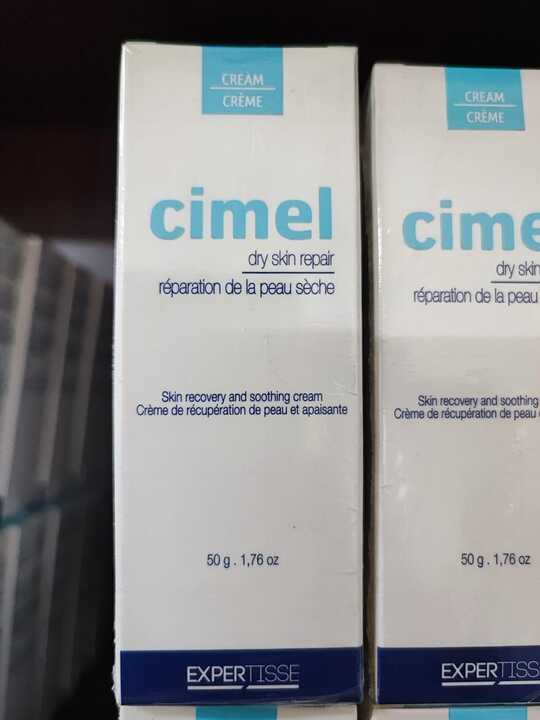 CREAM
CRÈME
cimel
dry skin repair
réparation de la peau sèche
Skin recovery and soothing cream
Crème de récupération de peau et apaisante
50 g . 1,76 oz
EXPERTISSE
CREAM
CRÈME
cime
dry skin
réparation de la peau
Skin recovery and soothing
Crème de récupération de peau
50 g . 1,76 oz
EXPERTISS